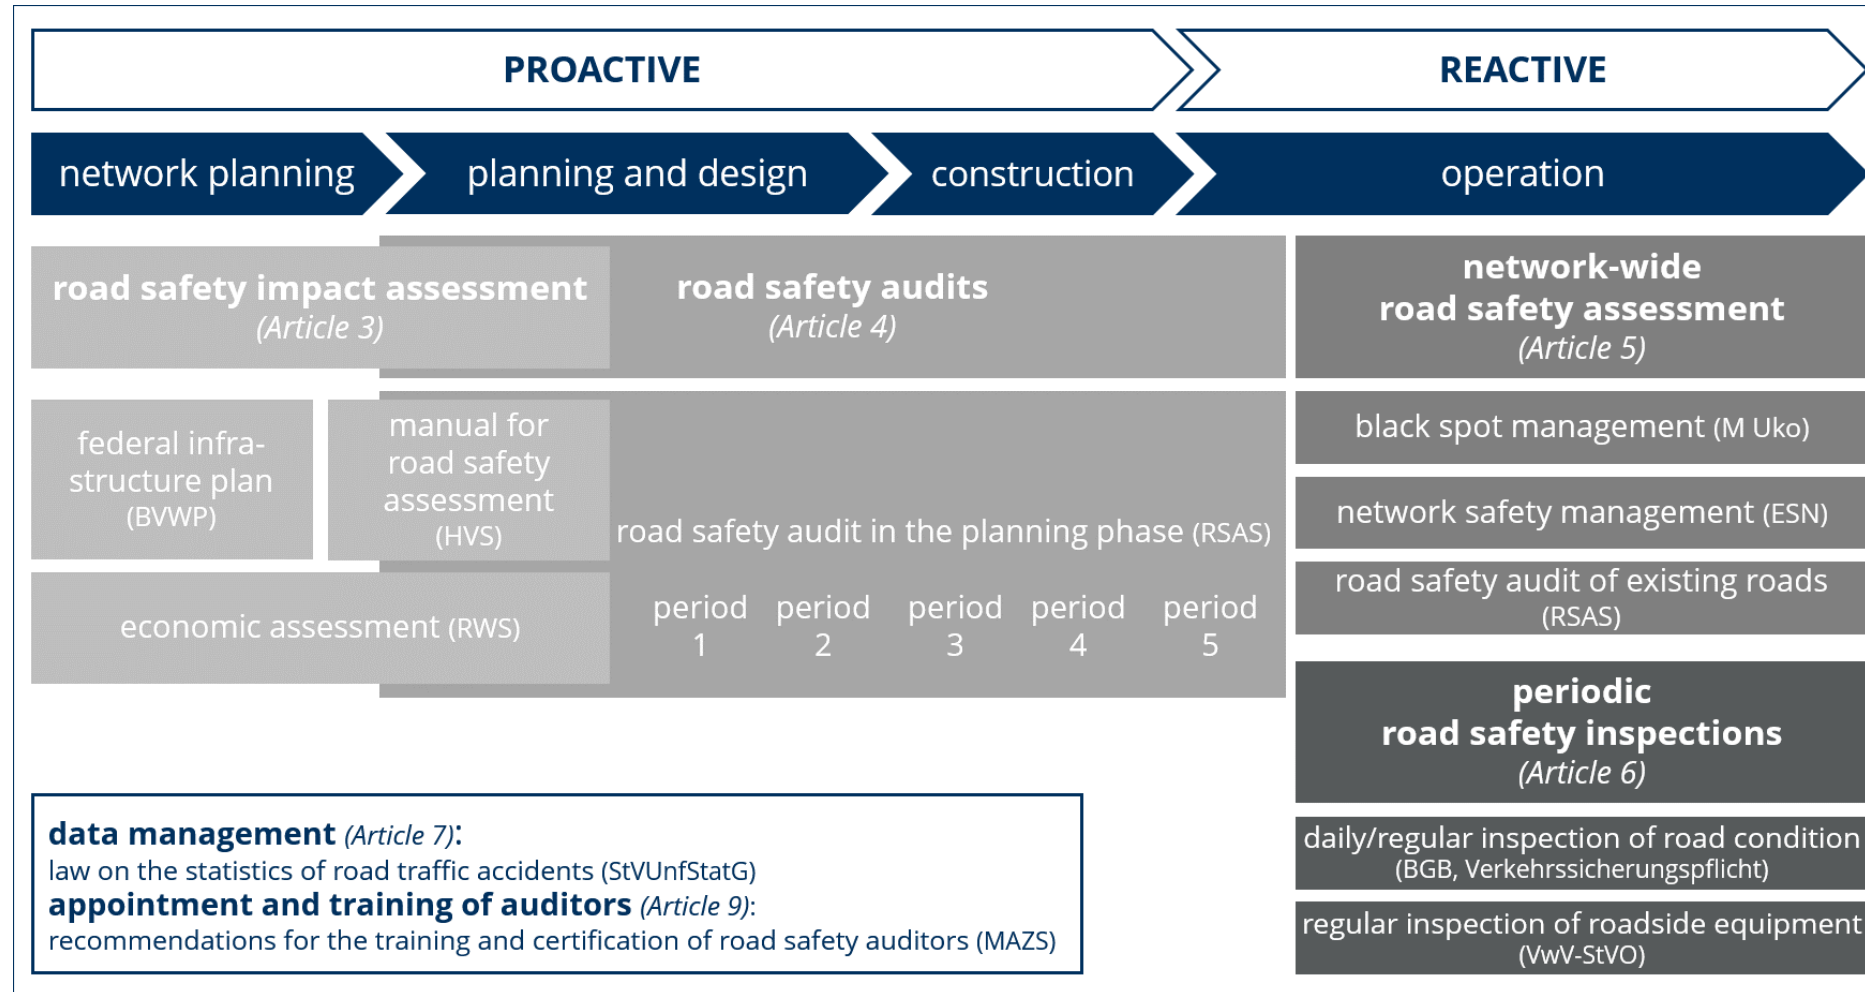 PROACTIVE
REACTIVE
network planning
planning and design
construction
operation
road safety impact assessment
(Article 3)
road safety audits
(Article 4)
network-wide
road safety assessment
(Article 5)
federal infra-
structure plan
(BVWP)
manual for
road safety
assessment
(HVS)
economic assessment (RWS)
road safety audit in the planning phase (RSAS)
period
1
period
2
period
3
period
4
period
5
black spot management (M Uko)
network safety management (ESN)
road safety audit of existing roads
(RSAS)
periodic
road safety inspections
(Article 6)
daily/regular inspection of road condition
(BGB, Verkehrssicherungspflicht)
regular inspection of roadside equipment
(VwV-StVO)
data management (Article 7):
law on the statistics of road traffic accidents (StVUnfStatG)
appointment and training of auditors (Article 9):
recommendations for the training and certification of road safety auditors (MAZS)